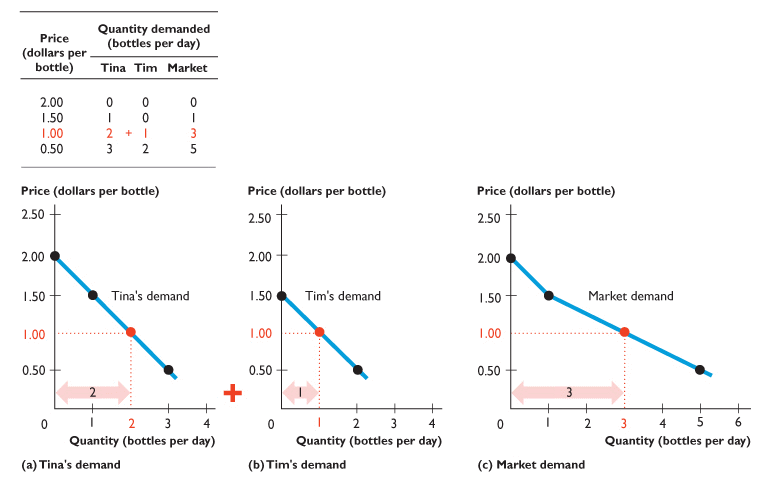 Quantity demanded
(bottles per day)
Price
(dollars per
bottle)
Tina Tim Market
2.00 0 0 0
1.50 1 0 1
1.00 2 + 1 3
0.50 3 2 5
Price (dollars per bottle)
2.50
2.00
1.50
1.00
0.50
0
Tina's demand
2
1 2 3 4
Quantity (bottles per day)
(a) Tina's demand
+
Price (dollars per bottle)
2.50
2.00
1.50
1.00
0.50
0
Tim's demand
1
1 2 3 4
Quantity (bottles per day)
(b) Tim's demand
Price (dollars per bottle)
2.50
2.00
1.50
1.00
0.50
0
Market demand
3
1 2 3 4 5 6
Quantity (bottles per day)
(c) Market demand